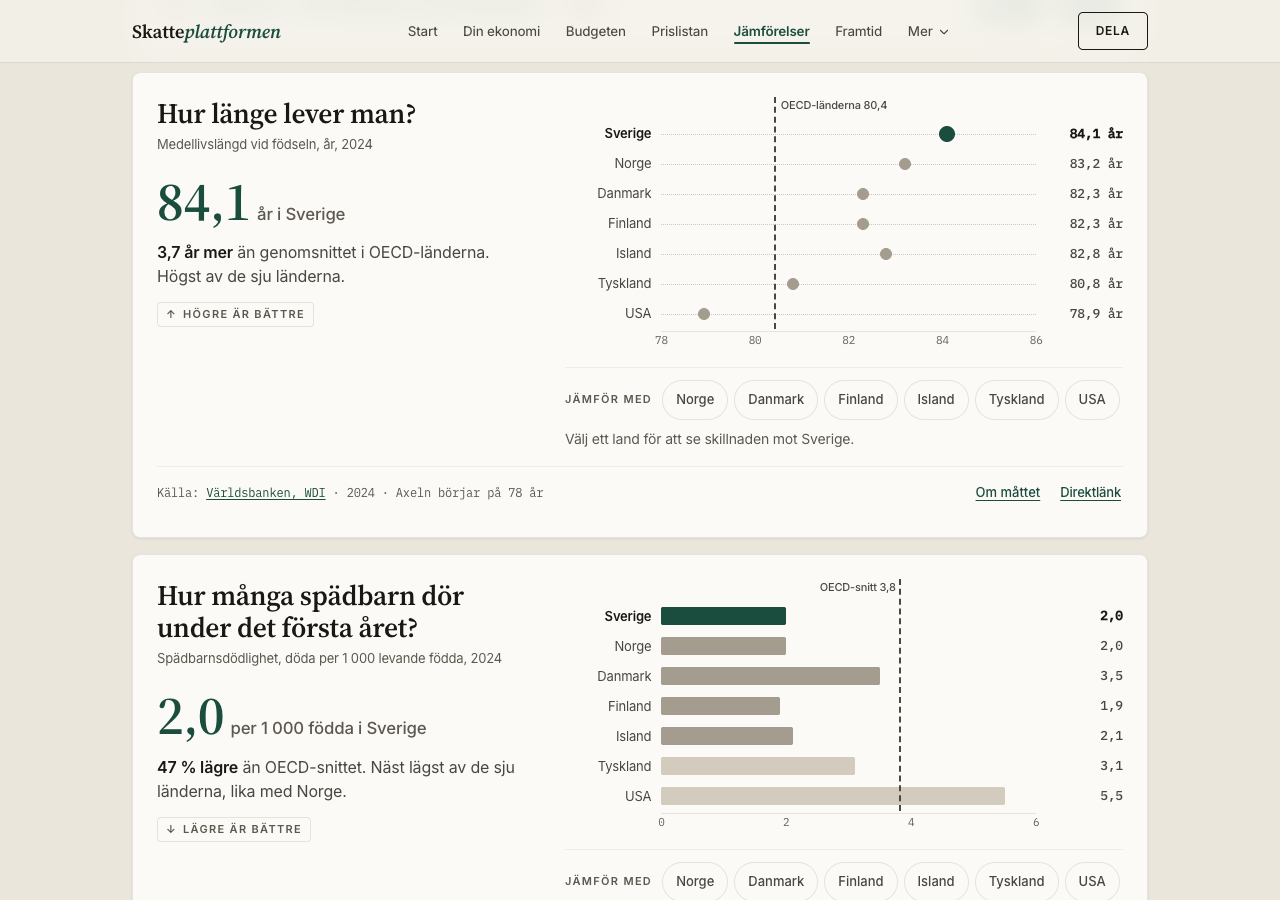 Skatteplattformen
Start
Din ekonomi
Budgeten
Prislistan
Jämförelser
Framtid
Mer
DELA
Hur länge lever man?
Medellivslängd vid födseln, år, 2024
84,1 år i Sverige
3,7 år mer än genomsnittet i OECD-länderna.
Högst av de sju länderna.
↑ HÖGRE ÄR BÄTTRE
OECD-länderna 80,4
Sverige 84,1 år
Norge 83,2 år
Danmark 82,3 år
Finland 82,3 år
Island 82,8 år
Tyskland 80,8 år
USA 78,9 år
78 80 82 84 86
JÄMFÖR MED Norge Danmark Finland Island Tyskland USA
Välj ett land för att se skillnaden mot Sverige.
Källa: Världsbanken, WDI · 2024 · Axeln börjar på 78 år
Om måttet
Direktlänk
Hur många spädbarn dör
under det första året?
Spädbarnsdödlighet, döda per 1 000 levande födda, 2024
2,0 per 1 000 födda i Sverige
47 % lägre än OECD-snittet. Näst lägst av de sju
länderna, lika med Norge.
↓ LÄGRE ÄR BÄTTRE
OECD-snitt 3,8
Sverige 2,0
Norge 2,0
Danmark 3,5
Finland 1,9
Island 2,1
Tyskland 3,1
USA 5,5
0 2 4 6
JÄMFÖR MED Norge Danmark Finland Island Tyskland USA